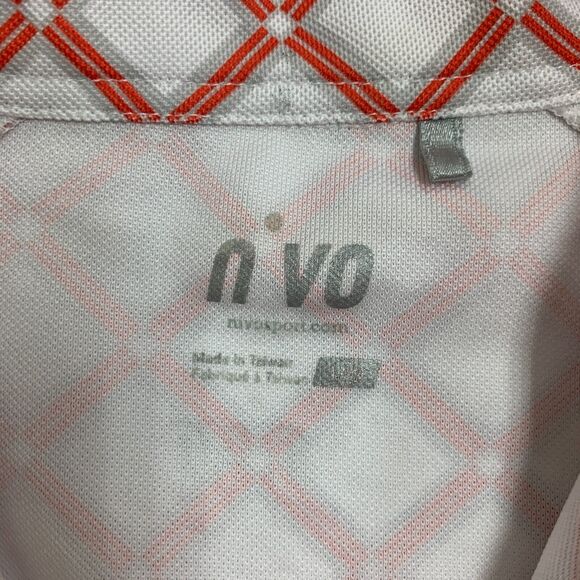 nivo
nivosport.com
Made in Taiwan
Fabriqué à Taiwan